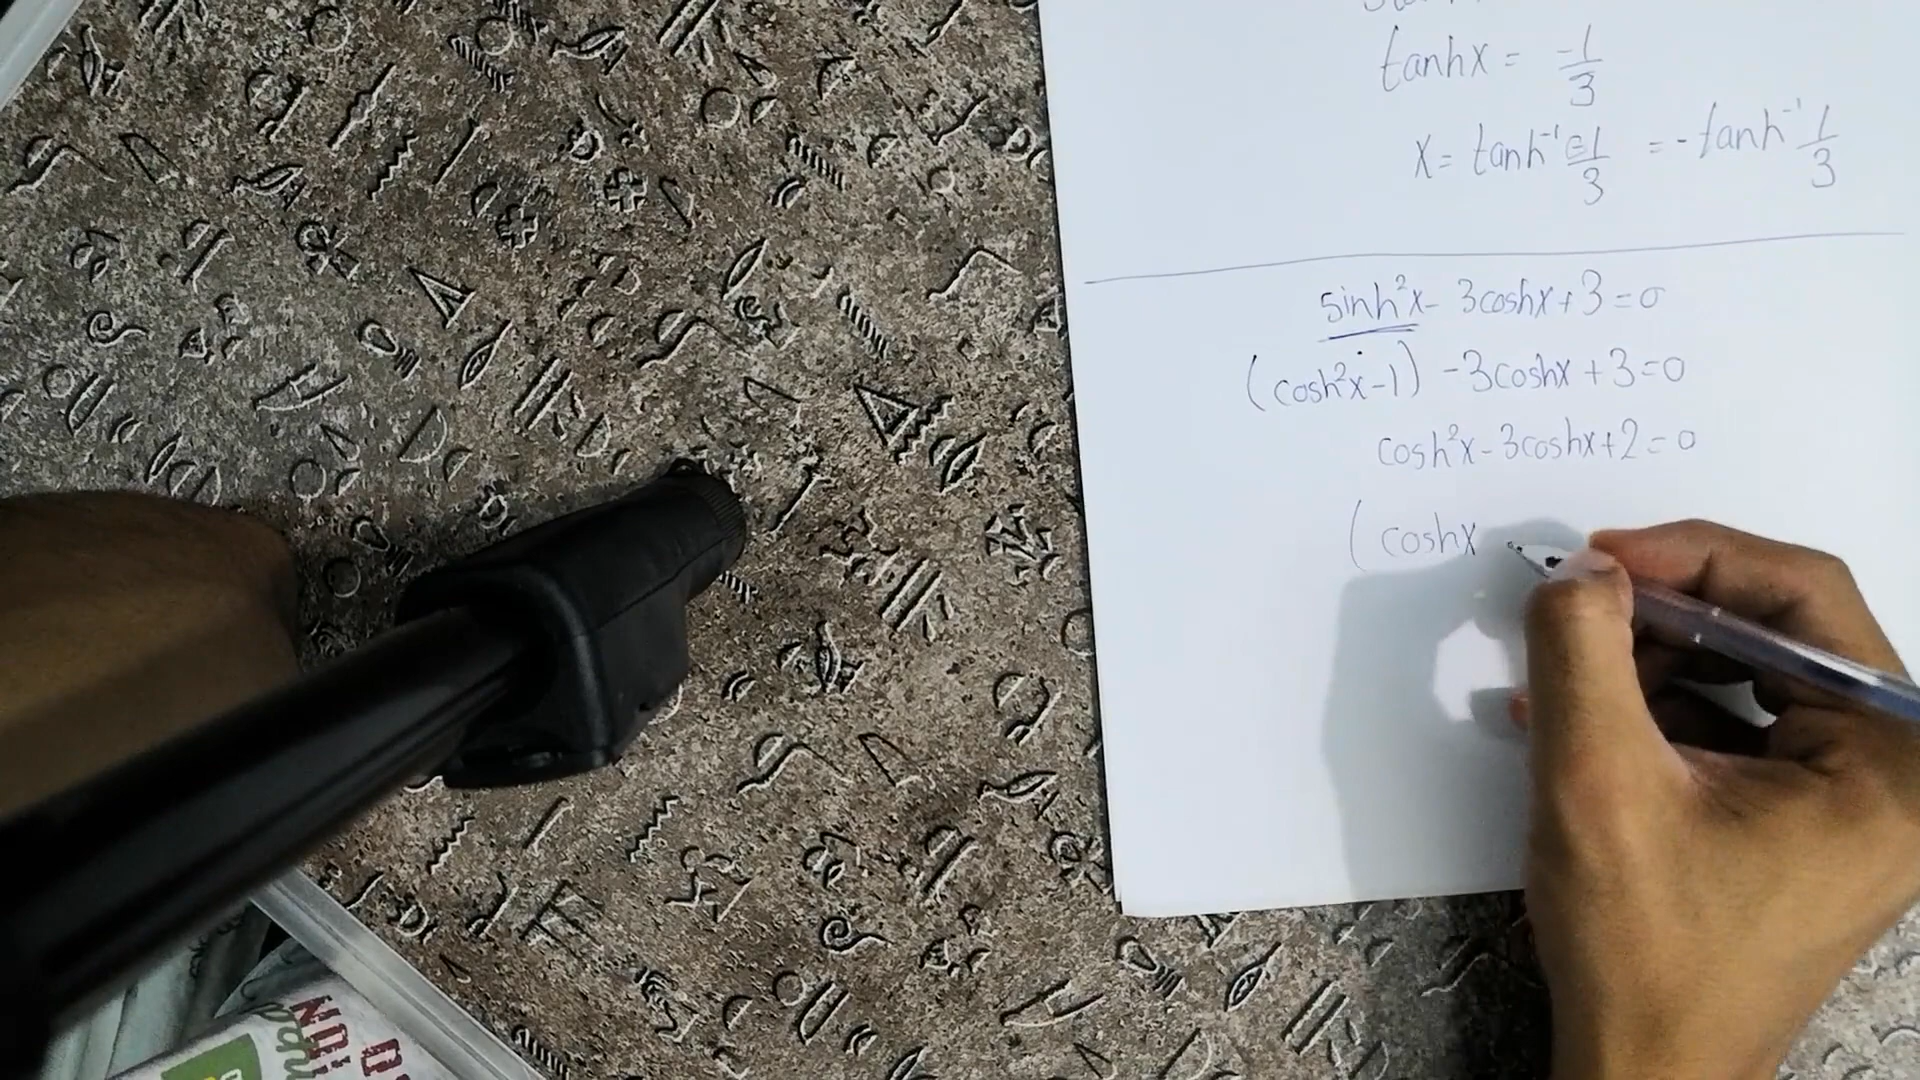 tanhx = -1/3
x = tanh⁻¹ -1/3 = -tanh⁻¹ 1/3
sinh²x - 3coshx + 3 = 0
(cosh²x - 1) - 3coshx + 3 = 0
cosh²x - 3coshx + 2 = 0
(coshx